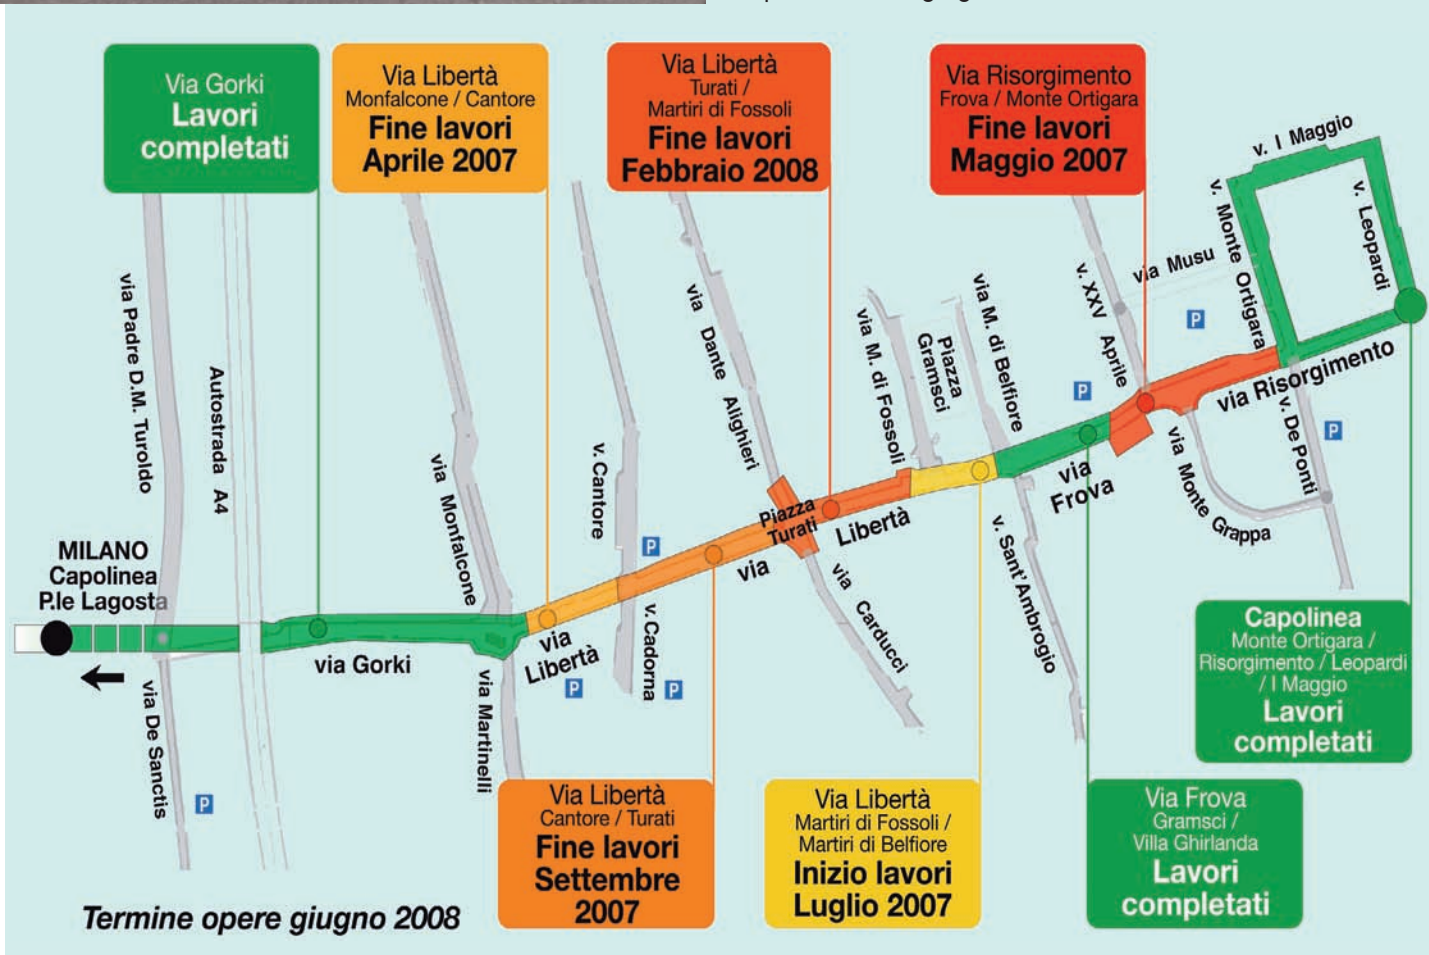 Via Gorki
Lavori
completati
Via Libertà
Monfalcone / Cantore
Fine lavori
Aprile 2007
Via Libertà
Turati /
Martiri di Fossoli
Fine lavori
Febbraio 2008
Via Risorgimento
Frova / Monte Ortigara
Fine lavori
Maggio 2007
v. I Maggio
v. Leopardi
v. Monte Ortigara
via Musu
v. XXV Aprile
P
P
P
via Padre D.M. Turoldo
Autostrada A4
via Monfalcone
v. Cantore
via Dante Alighieri
via M. di Fossoli
Piazza
Gramsci
via M. di Belfiore
via Risorgimento
v. De Ponti
via Monte Grappa
via
Frova
Piazza
Turati
via Libertà
MILANO
Capolinea
P.le Lagosta
via Gorki
via
Libertà
P
P
P
v. Cadorna
via Carducci
v. Sant'Ambrogio
via Martinelli
via De Sanctis
P
Capolinea
Monte Ortigara /
Risorgimento / Leopardi
/ I Maggio
Lavori
completati
Via Libertà
Cantore / Turati
Fine lavori
Settembre
2007
Via Libertà
Martiri di Fossoli /
Martiri di Belfiore
Inizio lavori
Luglio 2007
Via Frova
Gramsci /
Villa Ghirlanda
Lavori
completati
Termine opere giugno 2008